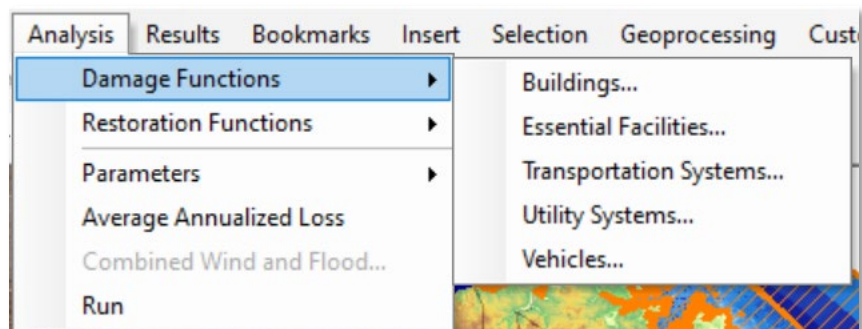 Analysis Results Bookmarks Insert Selection Geoprocessing
Damage Functions
Restoration Functions
Parameters
Average Annualized Loss
Combined Wind and Flood...
Run
Buildings...
Essential Facilities...
Transportation Systems...
Utility Systems...
Vehicles...